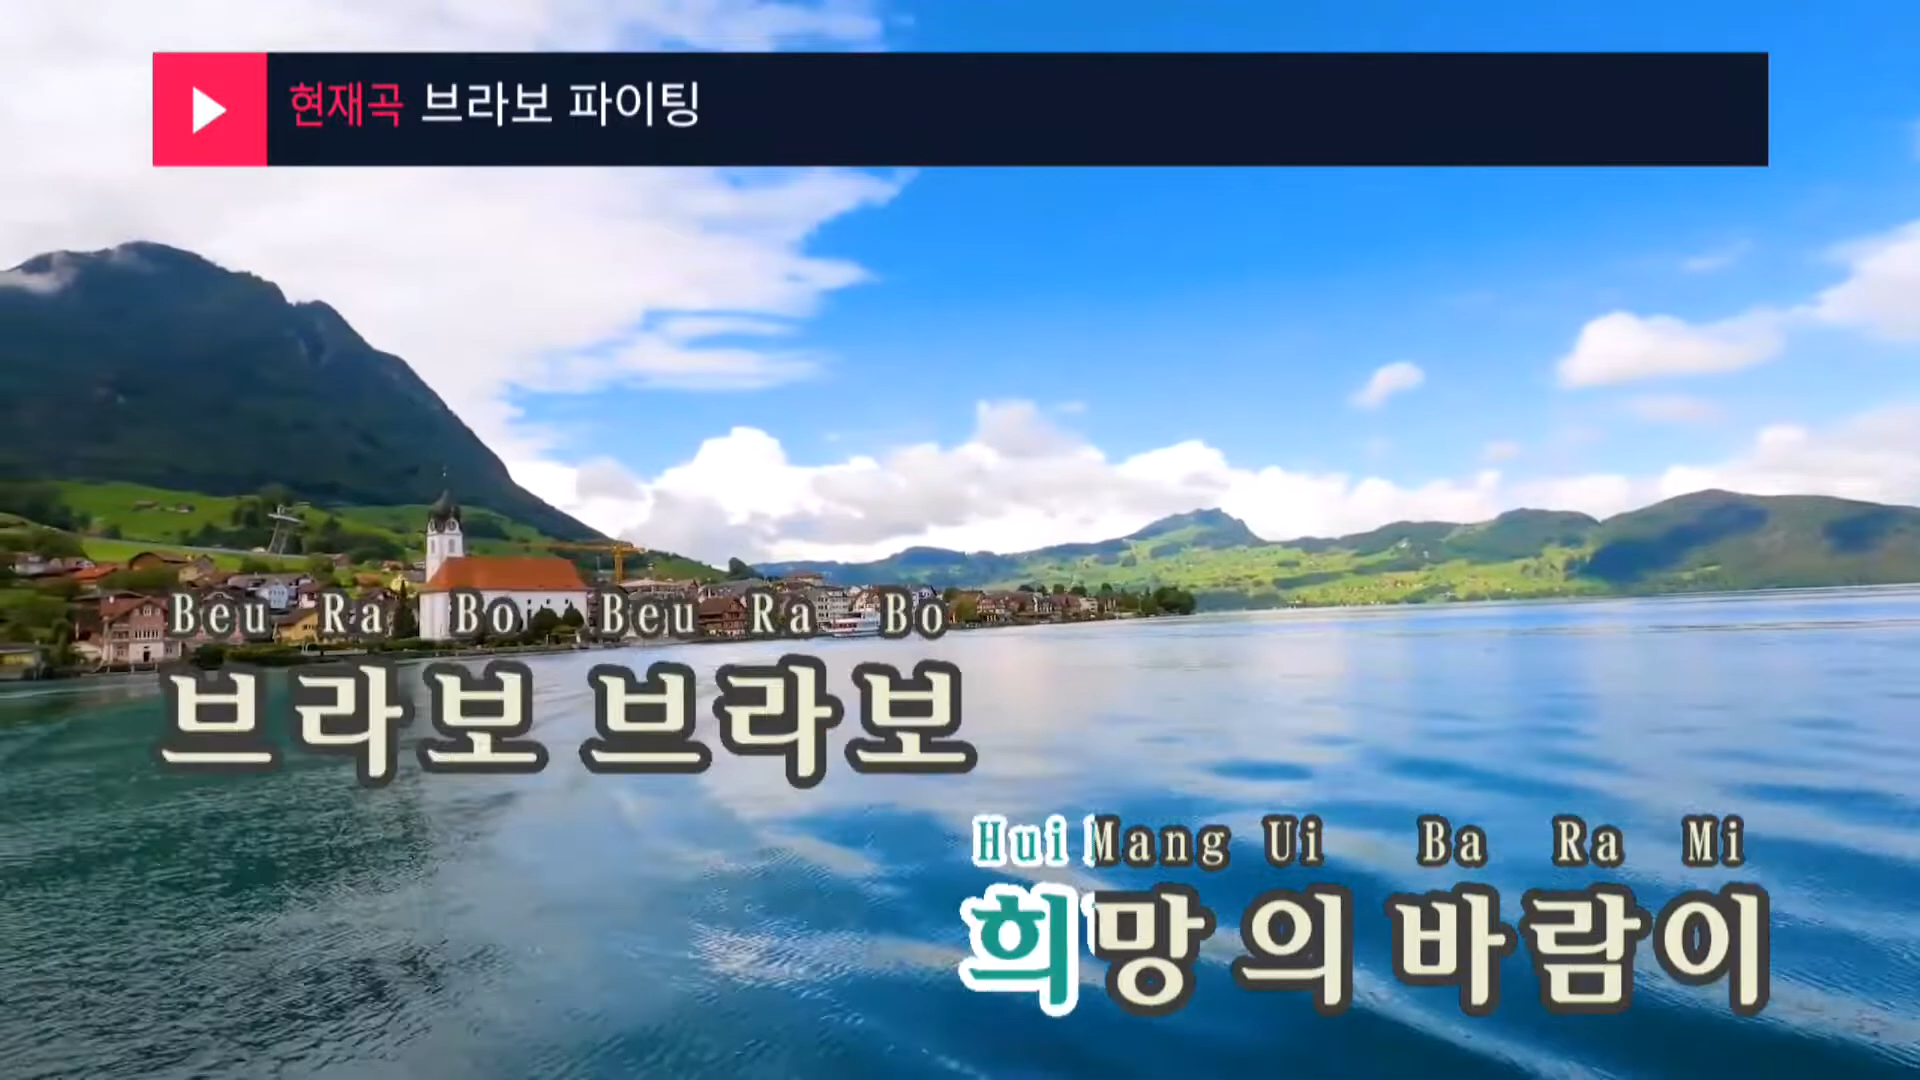 현재곡 브라보 파이팅
Beu Ra Bo Beu Ra Bo
브라보 브라보
Hui Mang Ui Ba Ra Mi
희망의 바람이